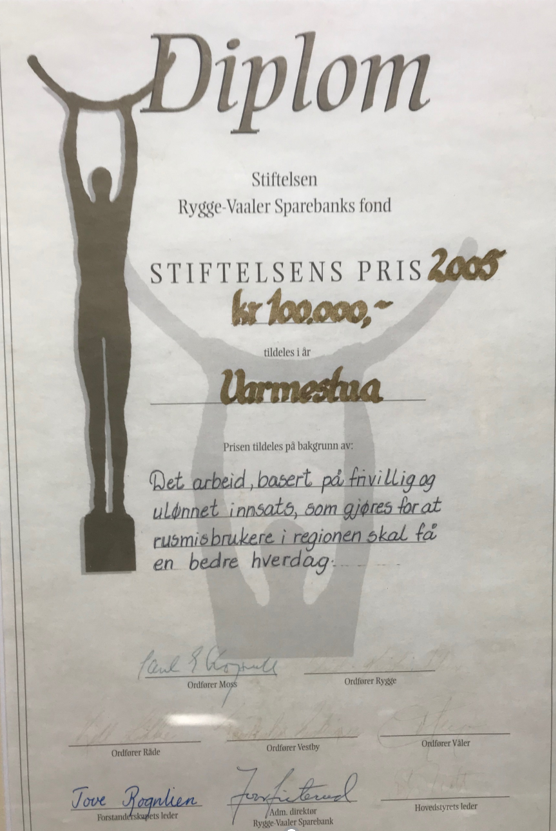 Diplom
Stiftelsen
Rygge-Vaaler Sparebanks fond
STIFTELSENS PRIS 2005
kr 100.000,-
tildeles i år
Varmestua
Prisen tildeles på bakgrunn av:
Det arbeid, basert på frivillig og
ulønnet innsats, som gjøres for at
rusmisbrukere i regionen skal få
en bedre hverdag.
Ordfører Moss
Ordfører Rygge
Ordfører Råde
Ordfører Vestby
Ordfører Våler
Tove Rognlien
Forstanderskapets leder
Adm. direktør
Rygge-Vaaler Sparebank
Hovedstyrets leder